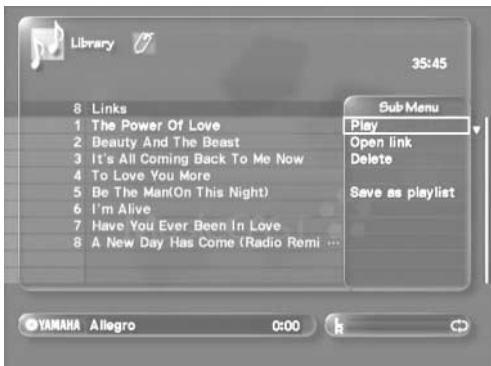 Library
35:45
8 Links
1 The Power Of Love
2 Beauty And The Beast
3 It's All Coming Back To Me Now
4 To Love You More
5 Be The Man(On This Night)
6 I'm Alive
7 Have You Ever Been In Love
8 A New Day Has Come (Radio Remi ...
Sub Menu
Play
Open link
Delete
Save as playlist
YAMAHA Allegro 0:00